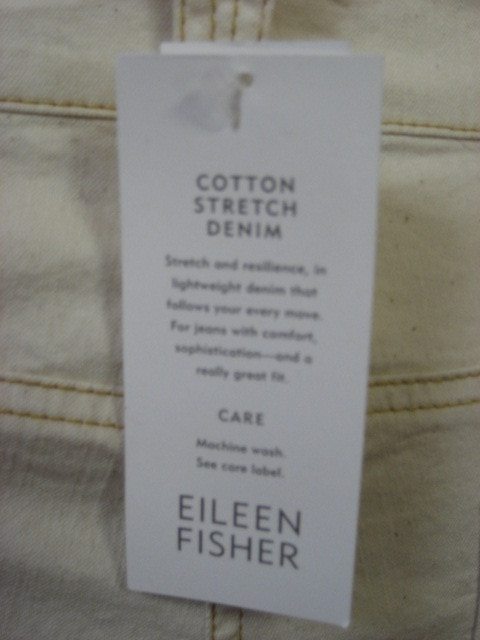 COTTON
STRETCH
DENIM
Stretch and resilience, in
lightweight denim that
follows your every move.
For jeans with comfort,
sophistication—and a
really great fit.
CARE
Machine wash.
See care label.
EILEEN
FISHER